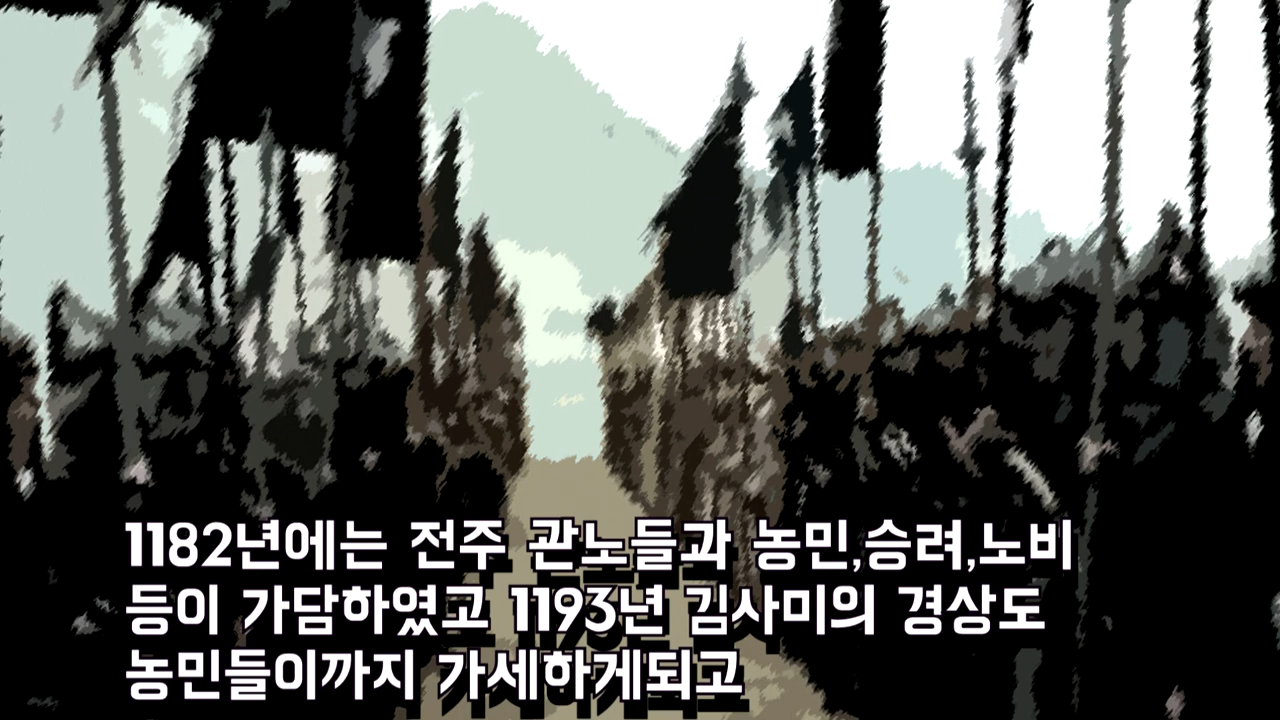 1182년에는 전주 관노들과 농민,승려,노비
등이 가담하였고 1193년 김사미의 경상도
농민들이까지 가세하게되고